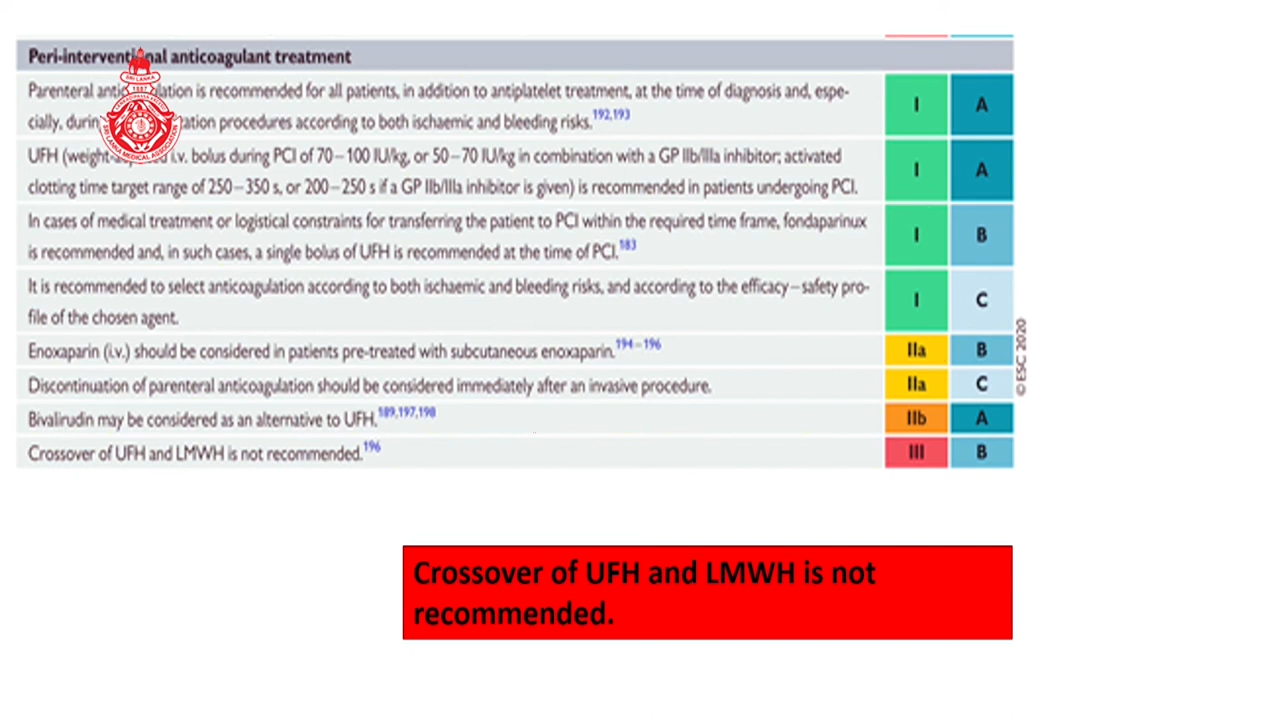 Peri-interventional anticoagulant treatment
Parenteral anticoagulation is recommended for all patients, in addition to antiplatelet treatment, at the time of diagnosis and, espe-
cially, during revascularization procedures according to both ischaemic and bleeding risks.192,193
I A
UFH (weight-adjusted i.v. bolus during PCI of 70–100 IU/kg, or 50–70 IU/kg in combination with a GP IIb/IIIa inhibitor; activated
clotting time target range of 250–350 s, or 200–250 s if a GP IIb/IIIa inhibitor is given) is recommended in patients undergoing PCI.
I A
In cases of medical treatment or logistical constraints for transferring the patient to PCI within the required time frame, fondaparinux
is recommended and, in such cases, a single bolus of UFH is recommended at the time of PCI.183
I B
It is recommended to select anticoagulation according to both ischaemic and bleeding risks, and according to the efficacy–safety pro-
file of the chosen agent.
I C
Enoxaparin (i.v.) should be considered in patients pre-treated with subcutaneous enoxaparin.194–196 IIa B
Discontinuation of parenteral anticoagulation should be considered immediately after an invasive procedure. IIa C
Bivalirudin may be considered as an alternative to UFH.189,197,198 IIb A
Crossover of UFH and LMWH is not recommended.196 III B
©ESC 2020
SRI LANKA
1887
SRI LANKA MEDICAL ASSOCIATION
Crossover of UFH and LMWH is not
recommended.